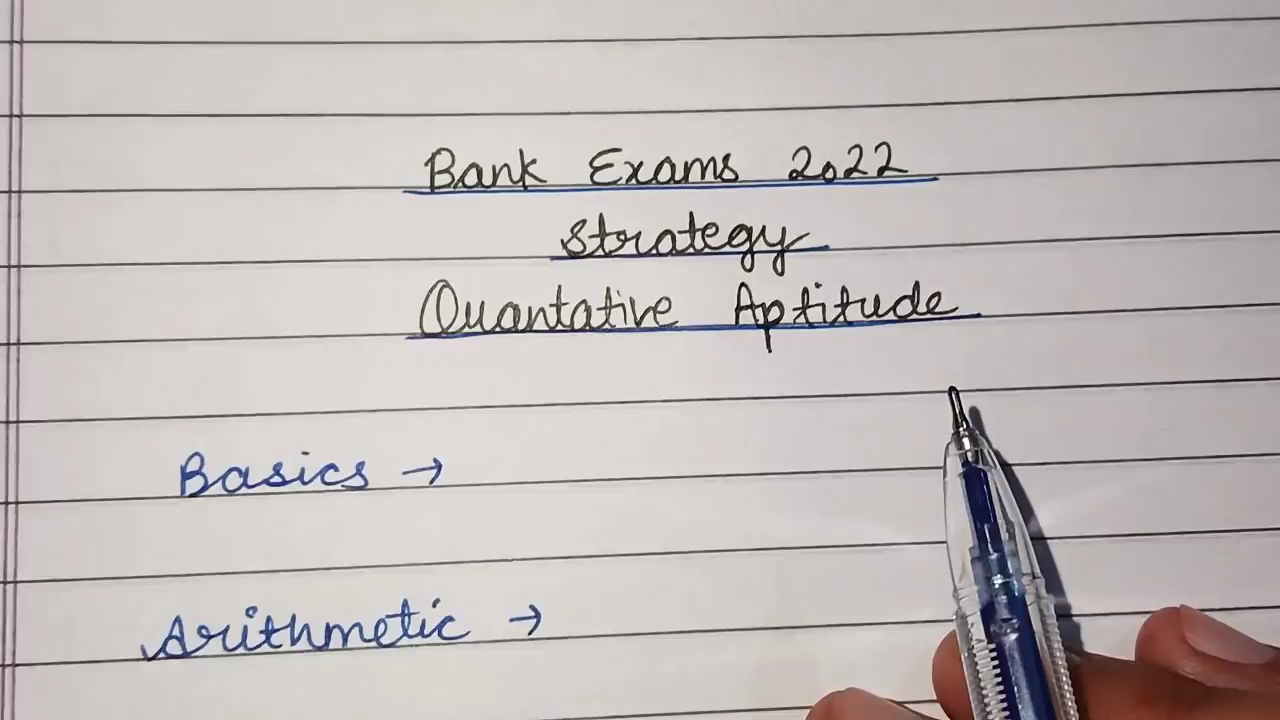 Bank Exams 2022
Strategy
Quantative Aptitude
Basics →
Arithmetic →